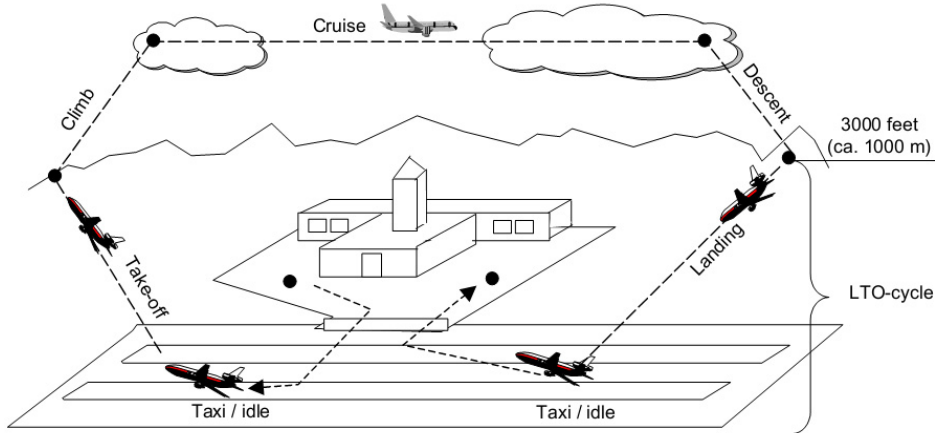 Cruise
Climb
Descent
3000 feet
(ca. 1000 m)
Take-off
Landing
LTO-cycle
Taxi / idle
Taxi / idle